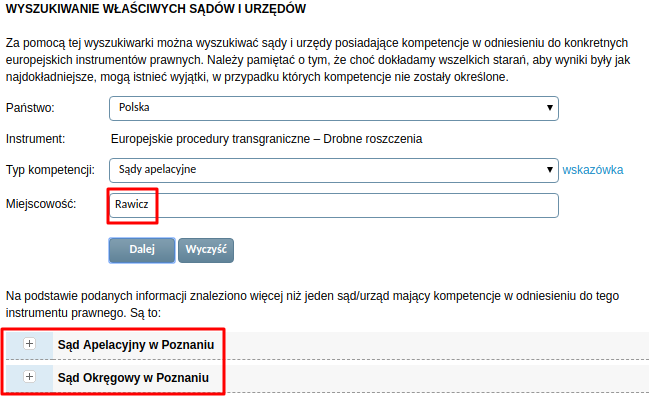 WYSZUKIWANIE WŁAŚCIWYCH SĄDÓW I URZĘDÓW
Za pomocą tej wyszukiwarki można wyszukiwać sądy i urzędy posiadające kompetencje w odniesieniu do konkretnych
europejskich instrumentów prawnych. Należy pamiętać o tym, że choć dokładamy wszelkich starań, aby wyniki były jak
najdokładniejsze, mogą istnieć wyjątki, w przypadku których kompetencje nie zostały określone.
Państwo: Polska
Instrument: Europejskie procedury transgraniczne – Drobne roszczenia
Typ kompetencji: Sądy apelacyjne wskazówka
Miejscowość: Rawicz
Dalej Wyczyść
Na podstawie podanych informacji znaleziono więcej niż jeden sąd/urząd mający kompetencje w odniesieniu do tego
instrumentu prawnego. Są to:
Sąd Apelacyjny w Poznaniu
Sąd Okręgowy w Poznaniu